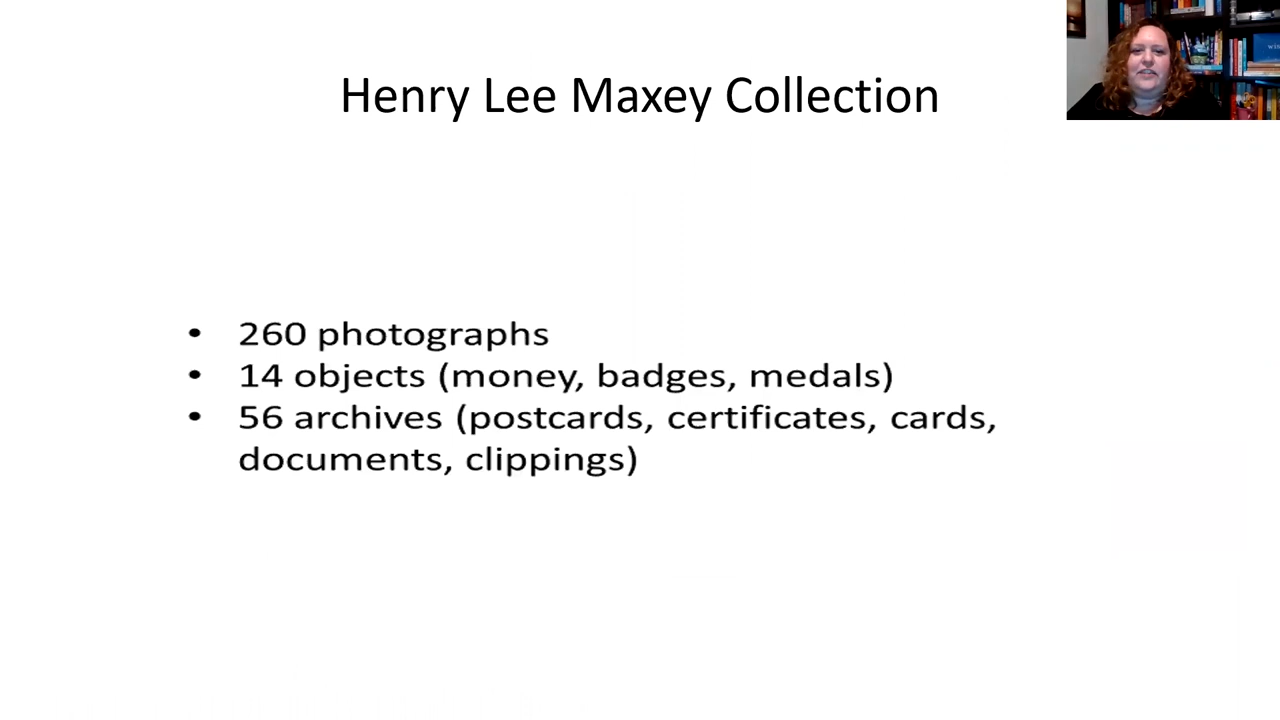 Henry Lee Maxey Collection
• 260 photographs
• 14 objects (money, badges, medals)
• 56 archives (postcards, certificates, cards,
documents, clippings)